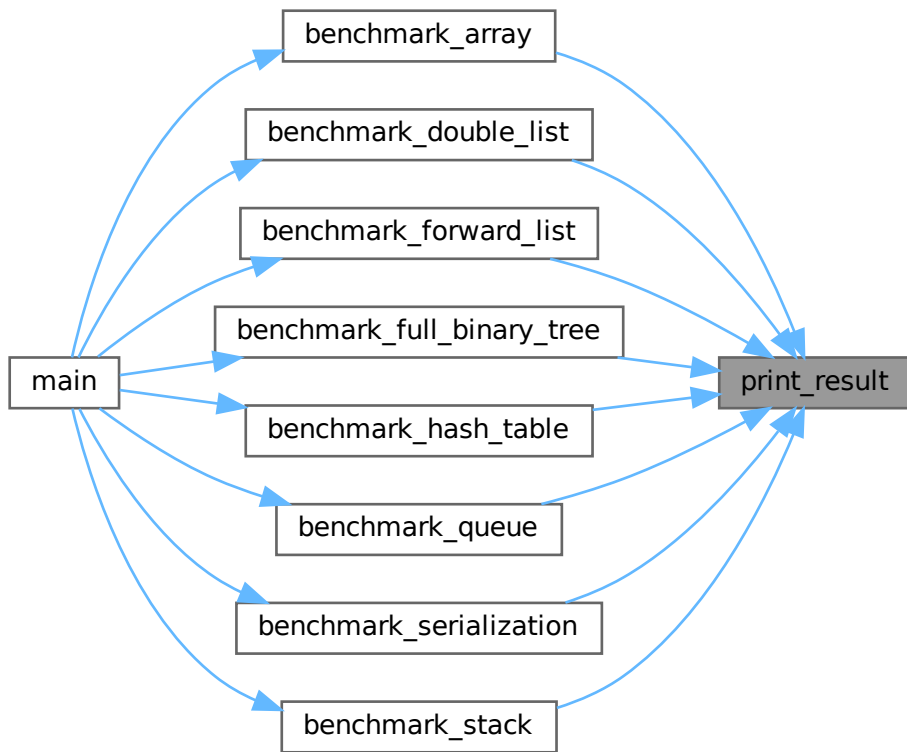 benchmark_array
benchmark_double_list
benchmark_forward_list
benchmark_full_binary_tree
main
print_result
benchmark_hash_table
benchmark_queue
benchmark_serialization
benchmark_stack